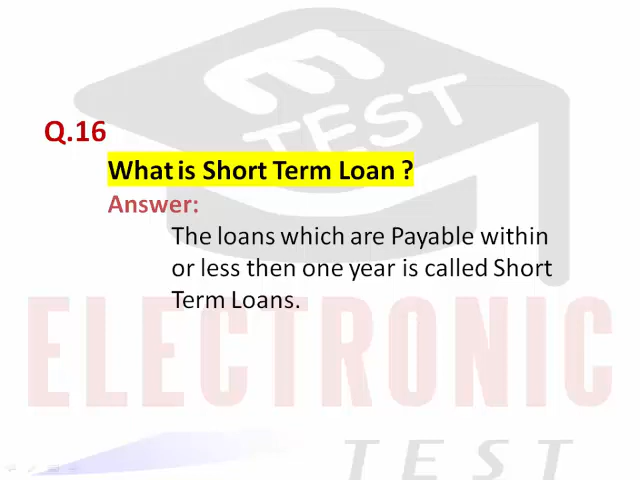 E
TEST
Q.16
What is Short Term Loan ?
Answer:
The loans which are Payable within
or less then one year is called Short
Term Loans.
ELECTRONIC
TEST